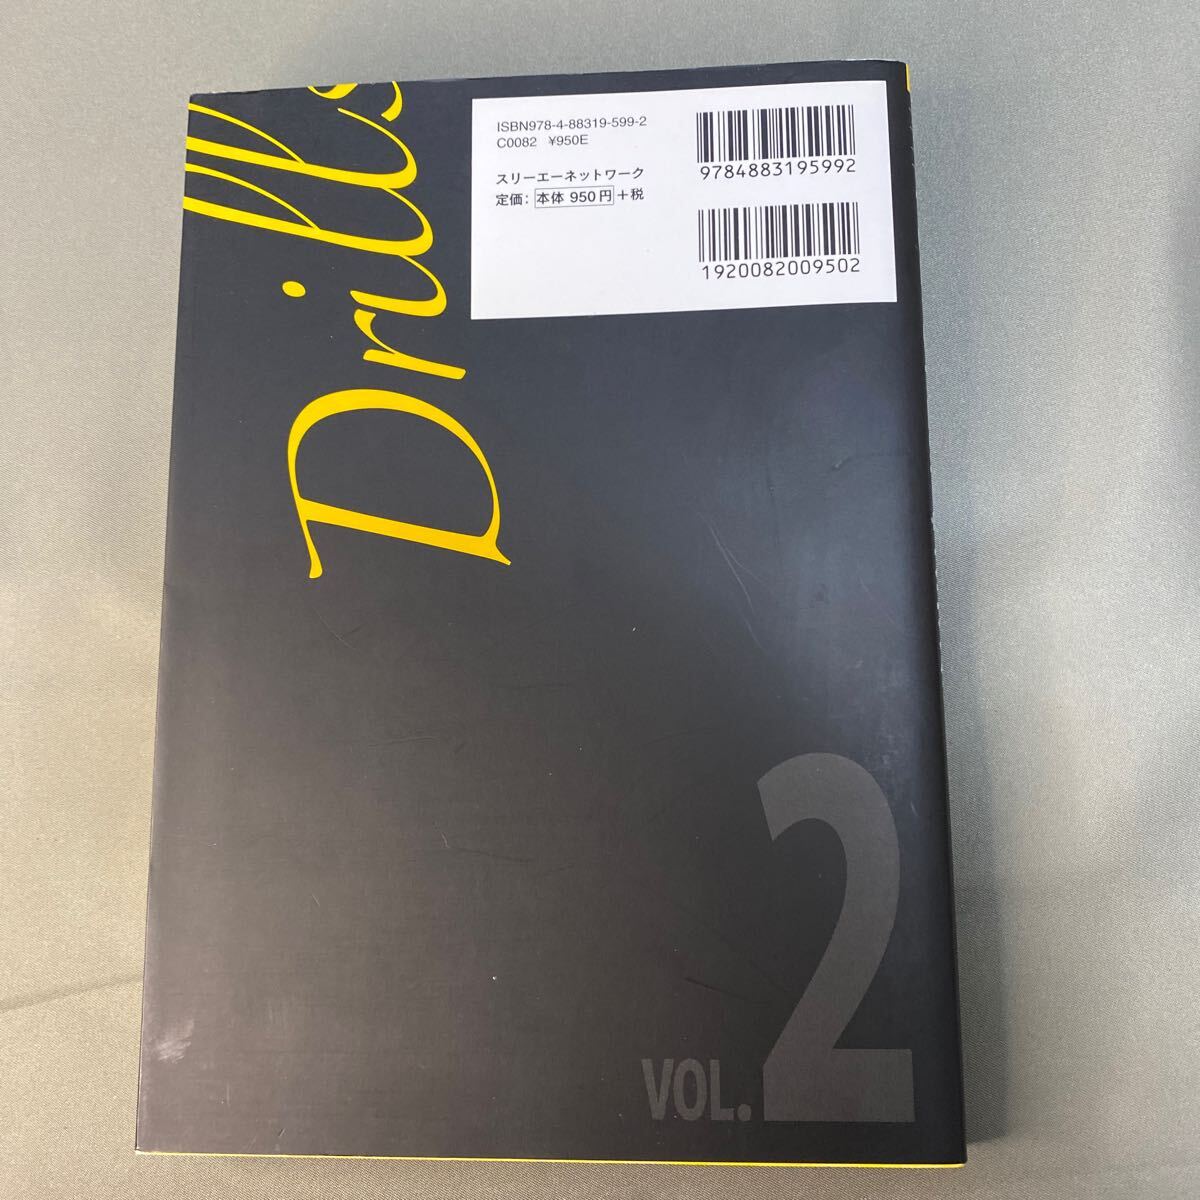 Drills
ISBN978-4-88319-599-2
C0082 ¥950E
スリーエーネットワーク
定価: 本体 950円 +税
9784883195992
1920082009502
VOL.2